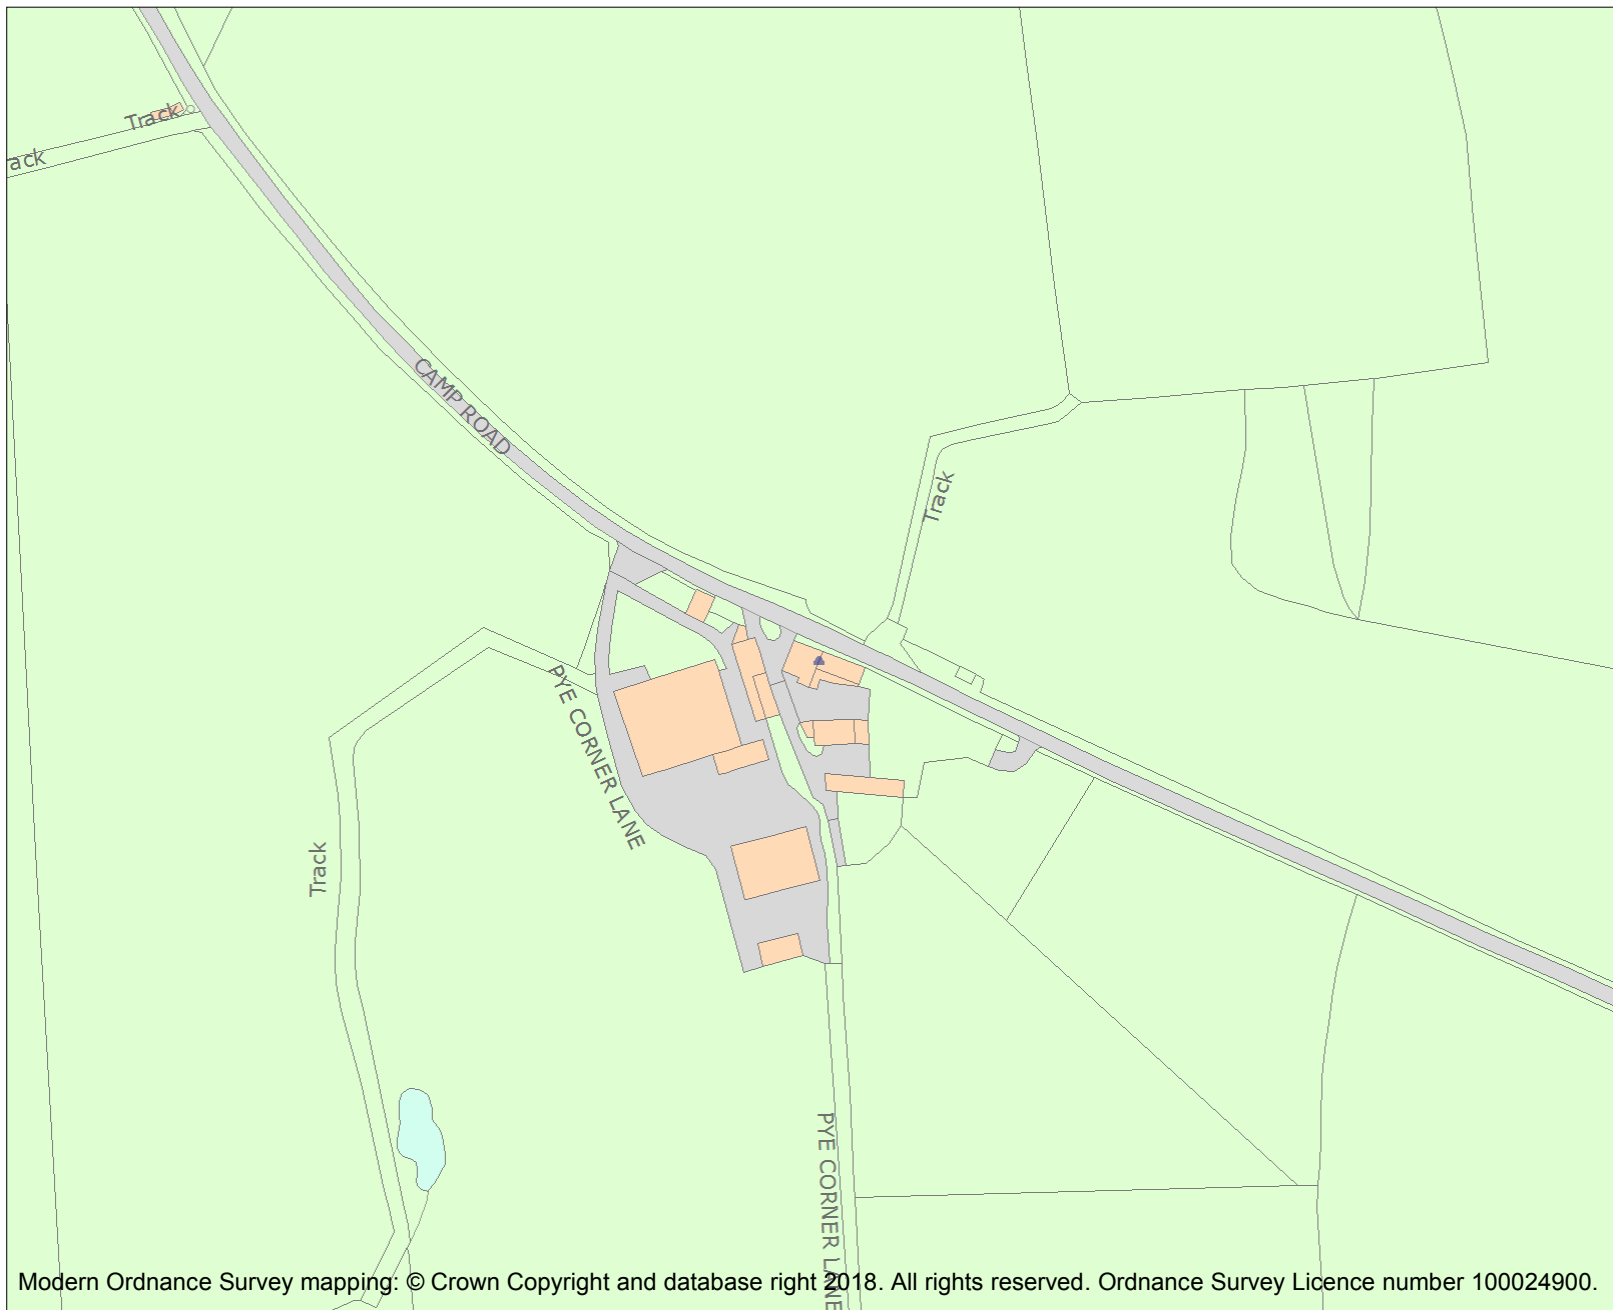 Track
ack
CAMP ROAD
Track
PYE CORNER LANE
Track
PYE CORNER LANE
Modern Ordnance Survey mapping: © Crown Copyright and database right 2018. All rights reserved. Ordnance Survey Licence number 100024900.